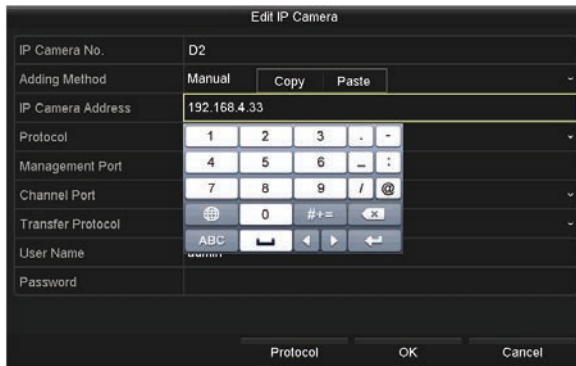 Edit IP Camera
IP Camera No. D2
Adding Method Manual
Copy Paste
IP Camera Address 192.168.4.33
Protocol
1 2 3 . -
Management Port
4 5 6 _ :
Channel Port
7 8 9 / @
Transfer Protocol
0 #+=
ABC
User Name admin
Password
Protocol OK Cancel